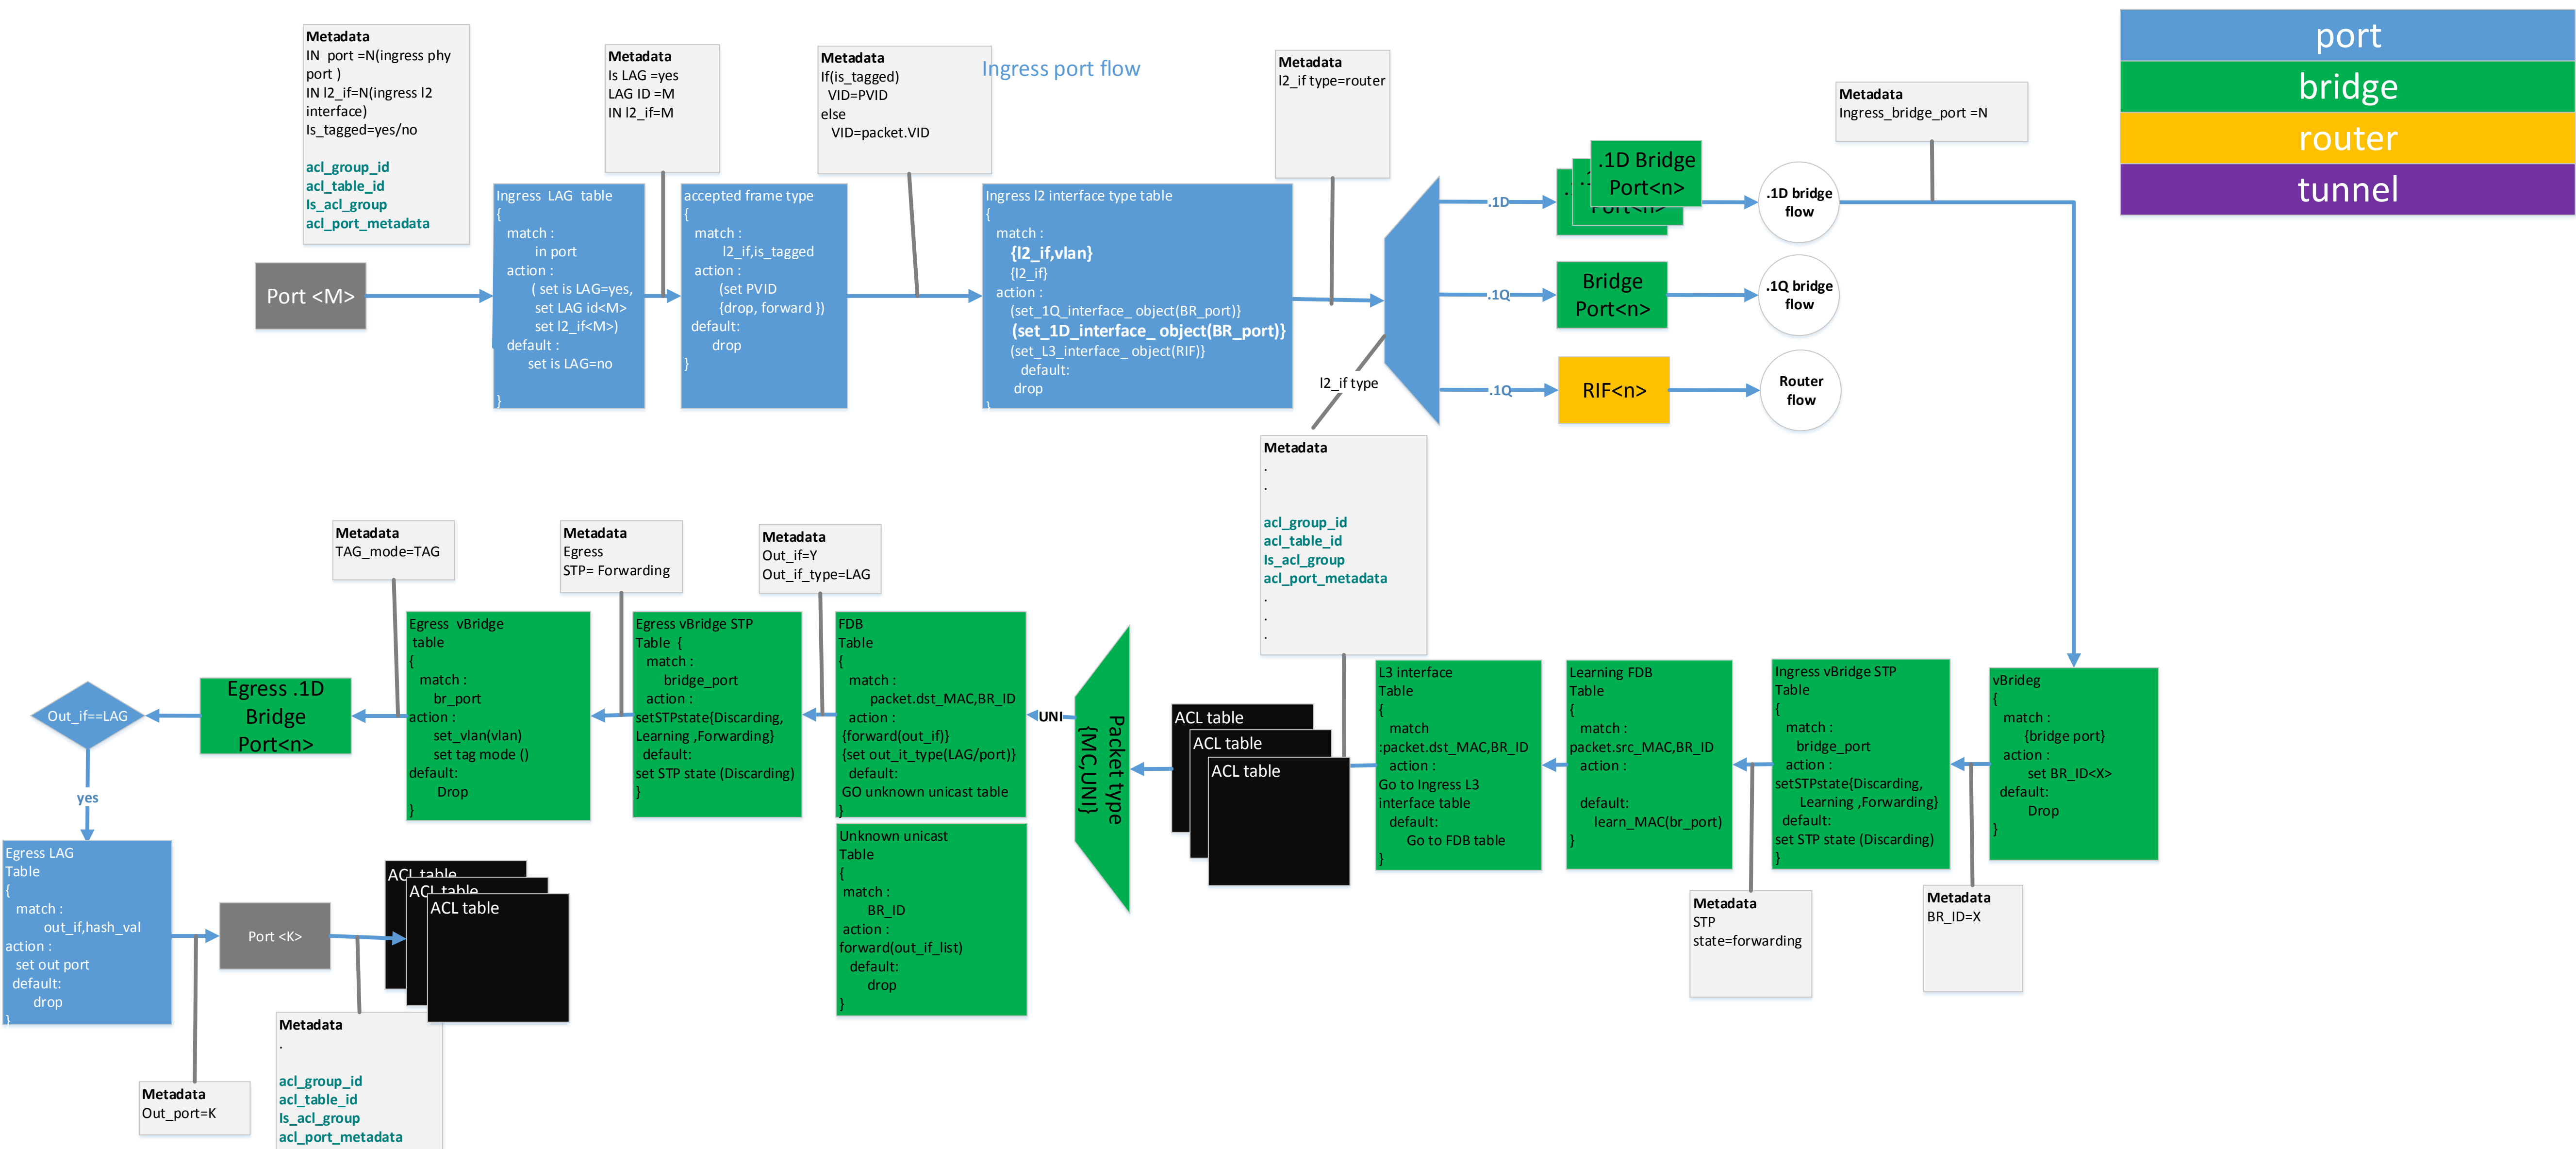 Metadata
IN  port =N(ingress phy
port )
IN l2_if=N(ingress l2
interface)
Is_tagged=yes/no
acl_group_id
acl_table_id
Is_acl_group
acl_port_metadata
Metadata
Is LAG =yes
LAG ID =M
IN l2_if=M
Metadata
If(is_tagged)
VID=PVID
else
VID=packet.VID
Ingress port flow
Metadata
l2_if type=router
Metadata
Ingress_bridge_port =N
port
bridge
router
tunnel
Port <M>
Ingress  LAG  table
{
match :
in port
action :
( set is LAG=yes,
set LAG id<M>
set l2_if<M>)
default :
set is LAG=no
}
accepted frame type
{
match :
l2_if,is_tagged
action :
(set PVID
{drop, forward })
default:
drop
}
Ingress l2 interface type table
{
match :
{l2_if,vlan}
{l2_if}
action :
(set_1Q_interface_ object(BR_port)}
(set_1D_interface_ object(BR_port)}
(set_L3_interface_ object(RIF)}
default:
drop
}
l2_if type
.1D
.1D Bridge
Port<n>
Port<n>
.1D bridge
flow
.1Q
Bridge
Port<n>
.1Q bridge
flow
.1Q
RIF<n>
Router
flow
Metadata
.
.
acl_group_id
acl_table_id
Is_acl_group
acl_port_metadata
.
.
.
vBrideg
{
match :
{bridge port}
action :
set BR_ID<X>
default:
Drop
}
Metadata
BR_ID=X
Ingress vBridge STP
Table
{
match :
bridge_port
action :
setSTPstate{Discarding,
Learning ,Forwarding}
default:
set STP state (Discarding)
}
Metadata
STP
state=forwarding
Learning FDB
Table
{
match :
packet.src_MAC,BR_ID
action :
default:
learn_MAC(br_port)
}
L3 interface
Table
{
match
:packet.dst_MAC,BR_ID
action :
Go to Ingress L3
interface table
default:
Go to FDB table
}
ACL table
ACL table
ACL table
Packet type
{MC,UNI}
UNI
Metadata
Out_if=Y
Out_if_type=LAG
FDB
Table
{
match :
packet.dst_MAC,BR_ID
action :
{forward(out_if)}
{set out_it_type(LAG/port)}
default:
GO unknown unicast table
}
Unknown unicast
Table
{
match :
BR_ID
action :
forward(out_if_list)
default:
drop
}
Metadata
Egress
STP= Forwarding
Egress vBridge STP
Table  {
match :
bridge_port
action :
setSTPstate{Discarding,
Learning ,Forwarding}
default:
set STP state (Discarding)
}
Metadata
TAG_mode=TAG
Egress  vBridge
table
{
match :
br_port
action :
set_vlan(vlan)
set tag mode ()
default:
Drop
}
Egress .1D
Bridge
Port<n>
Out_if==LAG
yes
Egress LAG
Table
{
match :
out_if,hash_val
action :
set out port
default:
drop
}
Metadata
Out_port=K
Port <K>
Metadata
.
acl_group_id
acl_table_id
Is_acl_group
acl_port_metadata
ACL table
ACL table
ACL table